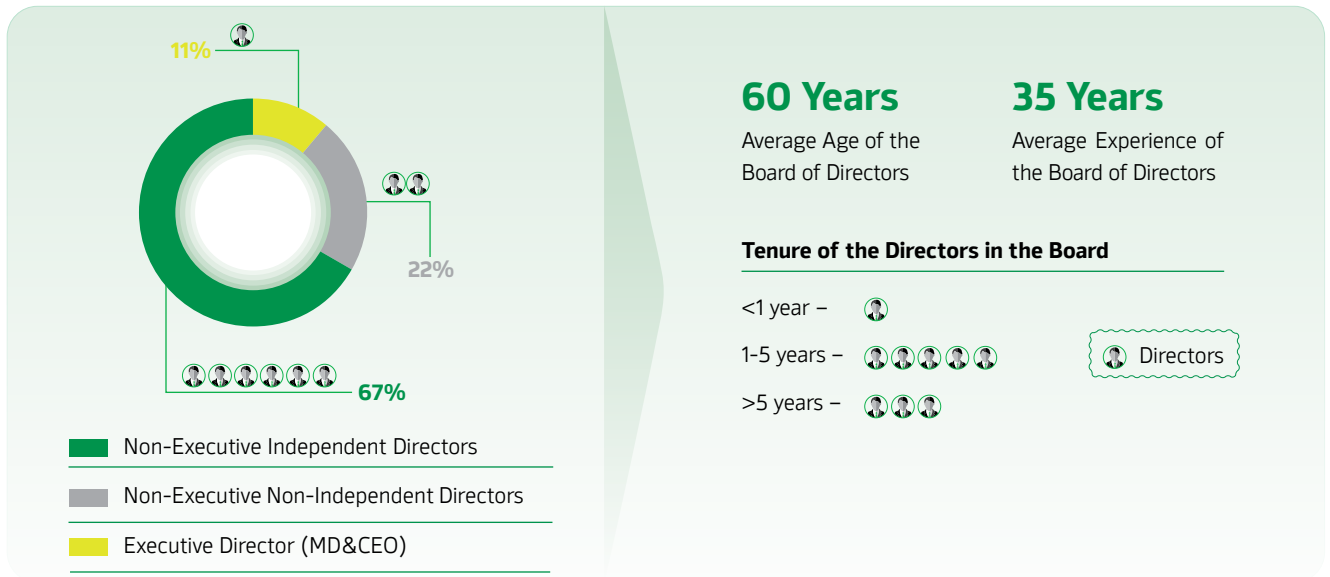 11%
22%
67%
Non-Executive Independent Directors
Non-Executive Non-Independent Directors
Executive Director (MD&CEO)
60 Years
Average Age of the
Board of Directors
35 Years
Average Experience of
the Board of Directors
Tenure of the Directors in the Board
<1 year –
1-5 years –
>5 years –
Directors